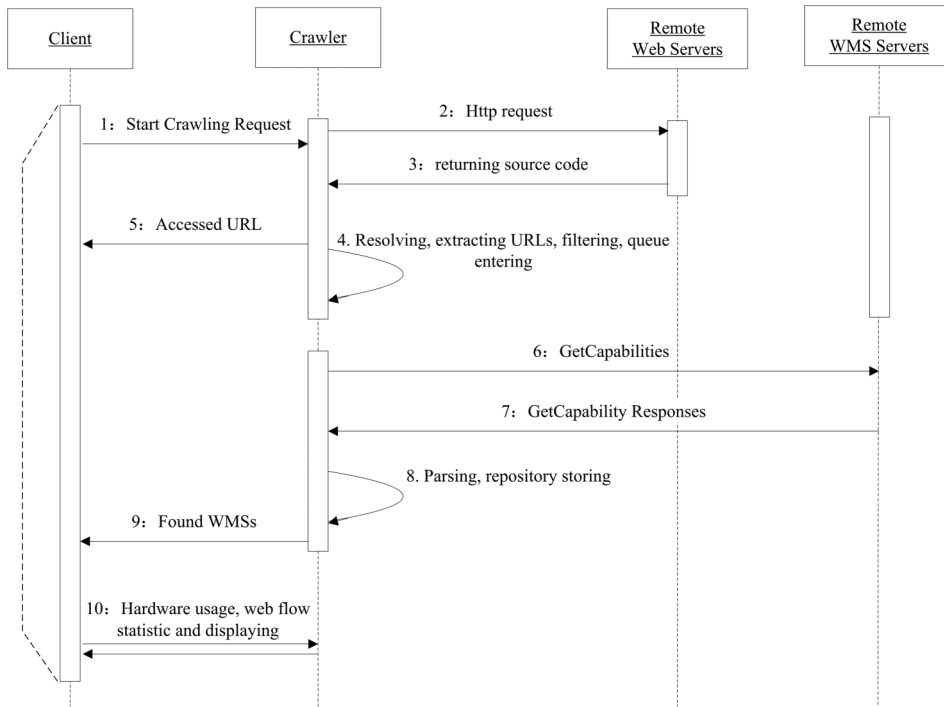 Client
Crawler
Remote
Web Servers
Remote
WMS Servers
1：Start Crawling Request
2：Http request
3：returning source code
5：Accessed URL
4. Resolving, extracting URLs, filtering, queue
entering
6：GetCapabilities
7：GetCapability Responses
8. Parsing, repository storing
9：Found WMSs
10：Hardware usage, web flow
statistic and displaying